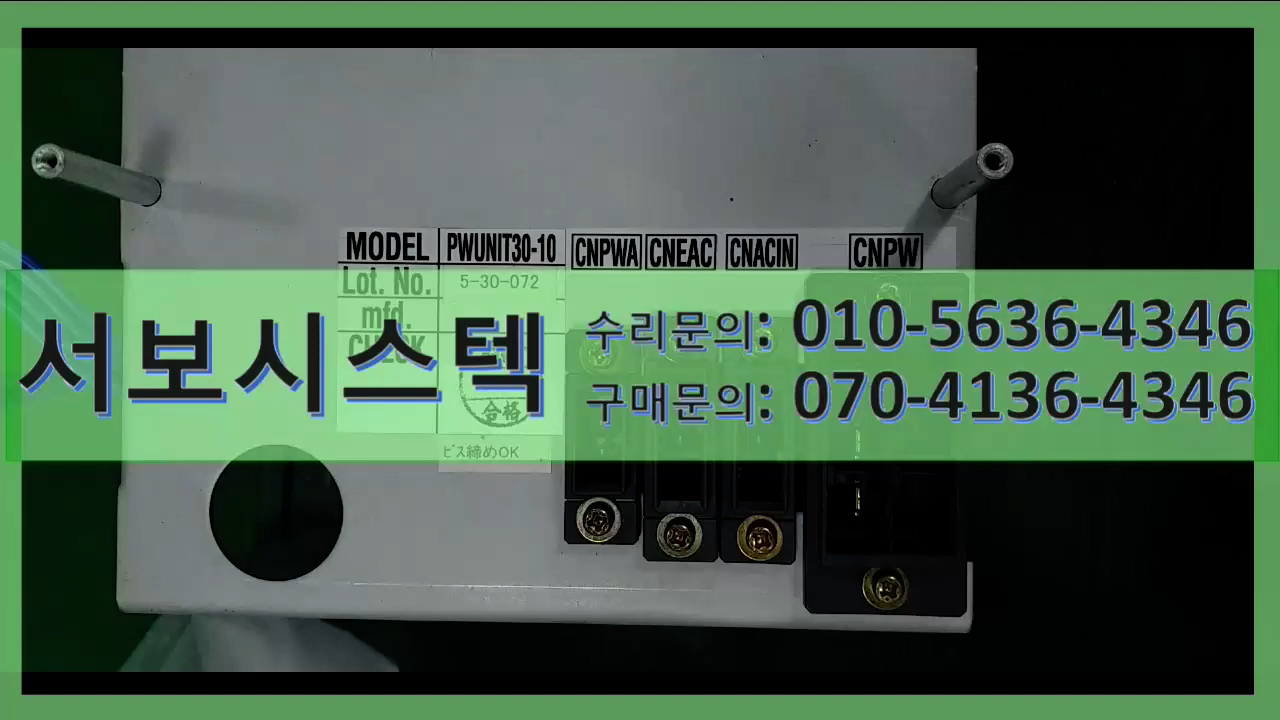 MODEL PWUNIT30-10 CNPWA CNEAC CNACIN CNPW
Lot. No. 5-30-072
mfd.
CHECK
合格
ビス締めOK
서보시스텍
수리문의: 010-5636-4346
구매문의: 070-4136-4346